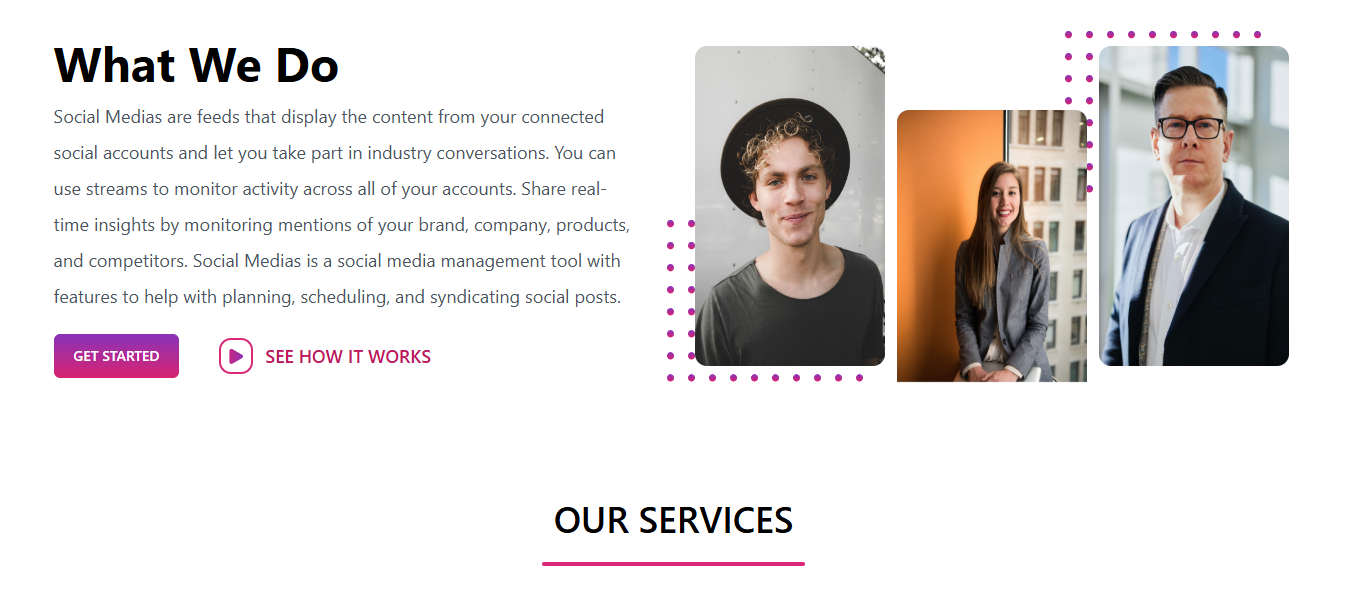 What We Do
Social Medias are feeds that display the content from your connected
social accounts and let you take part in industry conversations. You can
use streams to monitor activity across all of your accounts. Share real-
time insights by monitoring mentions of your brand, company, products,
and competitors. Social Medias is a social media management tool with
features to help with planning, scheduling, and syndicating social posts.
GET STARTED
SEE HOW IT WORKS
OUR SERVICES